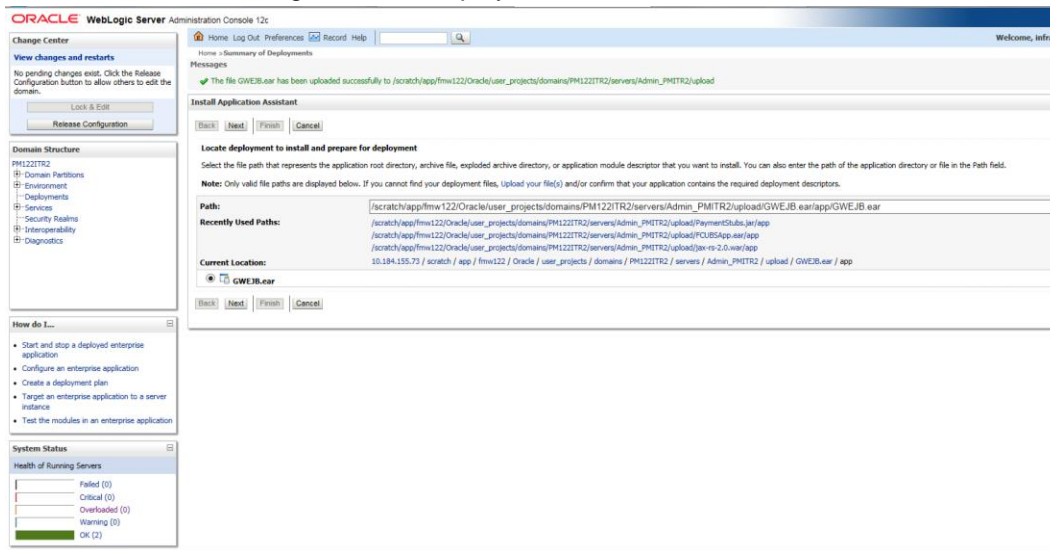 ORACLE WebLogic Server Administration Console 12c
Change Center
View changes and restarts
No pending changes exist. Click the Release
Configuration button to allow others to edit the
domain.
Lock & Edit
Release Configuration
Domain Structure
PM122ITR2
Domain Partitions
Environment
Deployments
Services
Security Realms
Interoperability
Diagnostics
How do I...
Start and stop a deployed enterprise
application
Configure an enterprise application
Create a deployment plan
Target an enterprise application to a server
instance
Test the modules in an enterprise application
System Status
Health of Running Servers
Failed (0)
Critical (0)
Overloaded (0)
Warning (0)
OK (2)
Home Log Out Preferences Record Help
Welcome, infra
Home >Summary of Deployments
Messages
The file GWEJB.ear has been uploaded successfully to /scratch/app/fmw122/Oracle/user_projects/domains/PM122ITR2/servers/Admin_PMITR2/upload
Install Application Assistant
Back Next Finish Cancel
Locate deployment to install and prepare for deployment
Select the file path that represents the application root directory, archive file, exploded archive directory, or application module descriptor that you want to install. You can also enter the path of the application directory or file in the Path field.
Note: Only valid file paths are displayed below. If you cannot find your deployment files, Upload your file(s) and/or confirm that your application contains the required deployment descriptors.
Path: /scratch/app/fmw122/Oracle/user_projects/domains/PM122ITR2/servers/Admin_PMITR2/upload/GWEJB.ear/app/GWEJB.ear
Recently Used Paths: /scratch/app/fmw122/Oracle/user_projects/domains/PM122ITR2/servers/Admin_PMITR2/upload/PaymentStubs.jar/app
/scratch/app/fmw122/Oracle/user_projects/domains/PM122ITR2/servers/Admin_PMITR2/upload/FCUBSApp.ear/app
/scratch/app/fmw122/Oracle/user_projects/domains/PM122ITR2/servers/Admin_PMITR2/upload/jax-rs-2.0.war/app
Current Location: 10.184.155.73 / scratch / app / fmw122 / Oracle / user_projects / domains / PM122ITR2 / servers / Admin_PMITR2 / upload / GWEJB.ear / app
GWEJB.ear
Back Next Finish Cancel